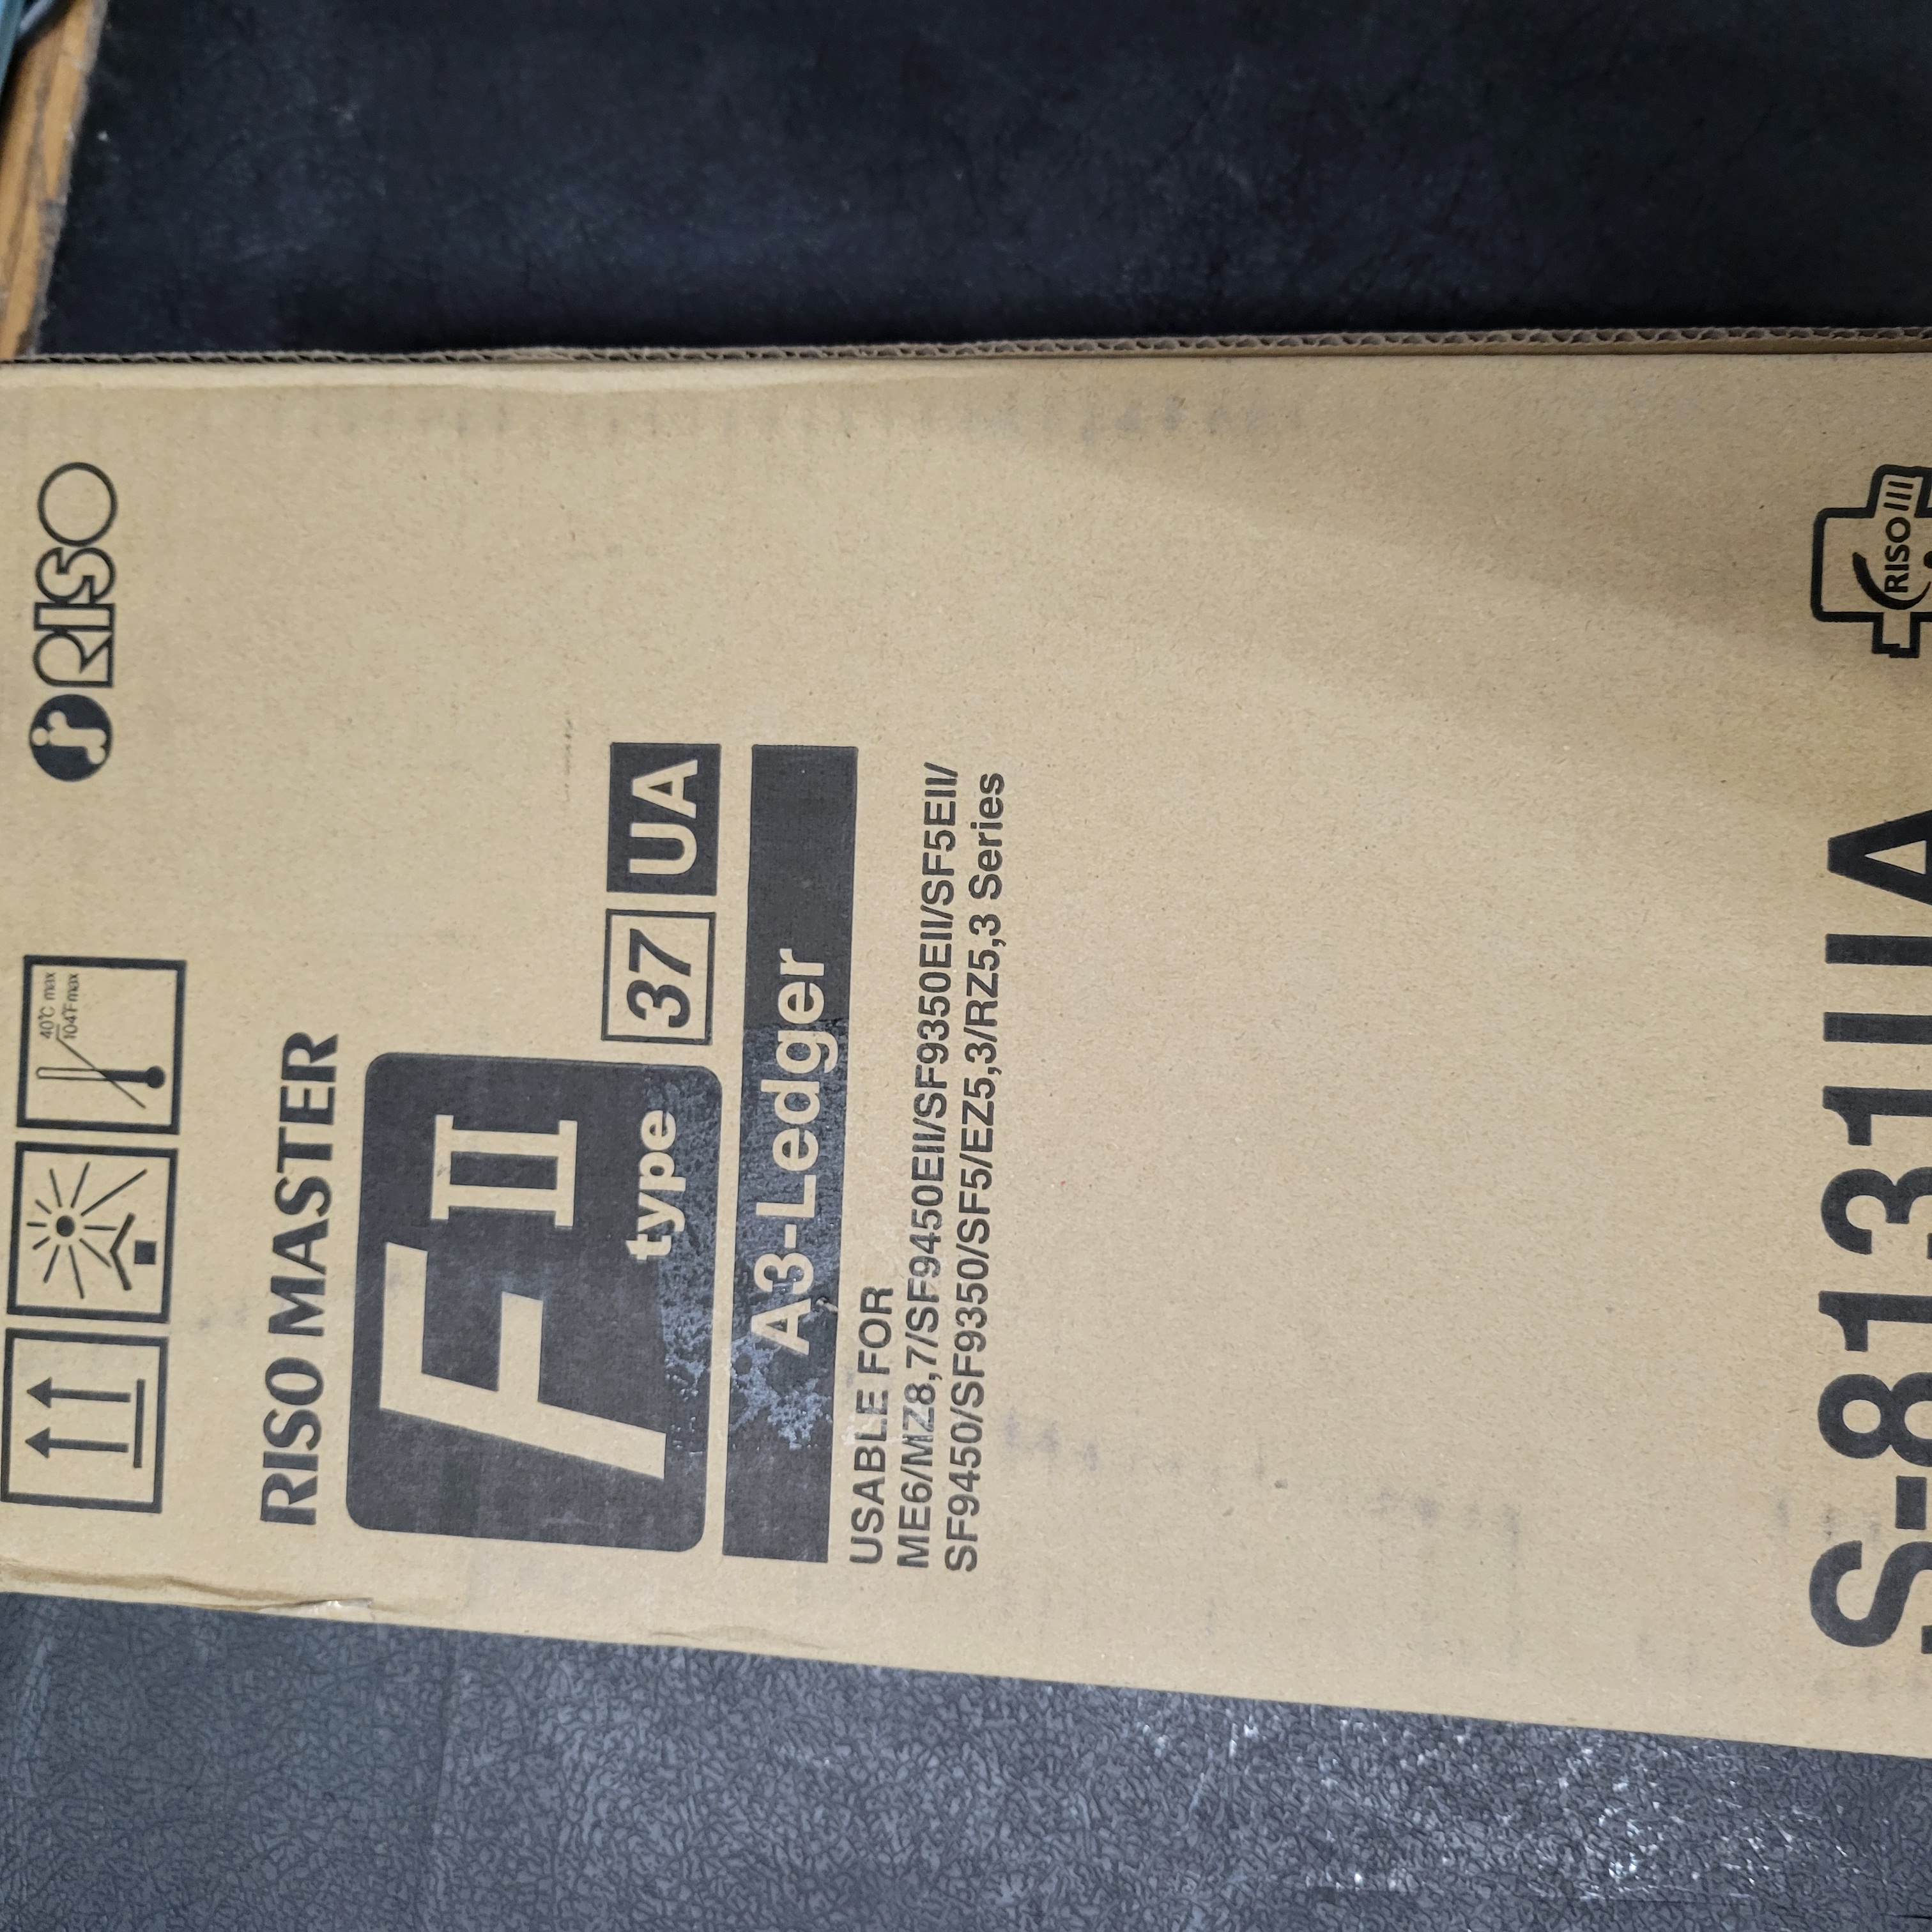 RISO
40°C max
104°F max
RISO MASTER
F II
type
37 UA
A3-Ledger
USABLE FOR
ME6/MZ8,7/SF9450EII/SF9350EII/SF5EII/
SF9450/SF9350/SF5/EZ5,3/RZ5,3 Series
S-8131UA
RISO